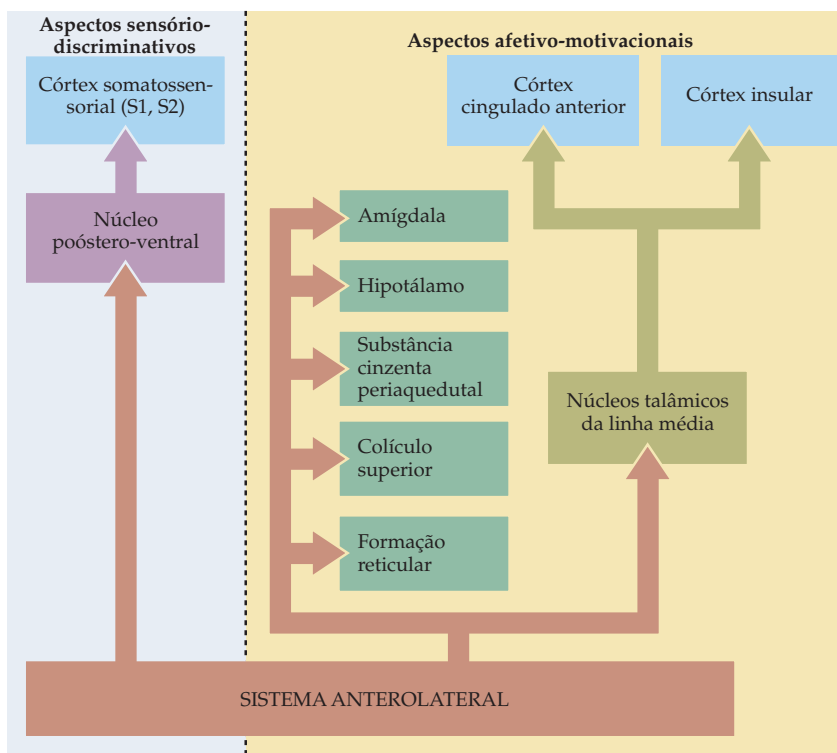 Aspectos sensório-
discriminativos
Córtex somatossen-
sorial (S1, S2)
Núcleo
poóstero-ventral
Aspectos afetivo-motivacionais
Córtex
cingulado anterior
Córtex insular
Amígdala
Hipotálamo
Substância
cinzenta
periaquedutal
Colículo
superior
Formação
reticular
Núcleos talâmicos
da linha média
SISTEMA ANTEROLATERAL